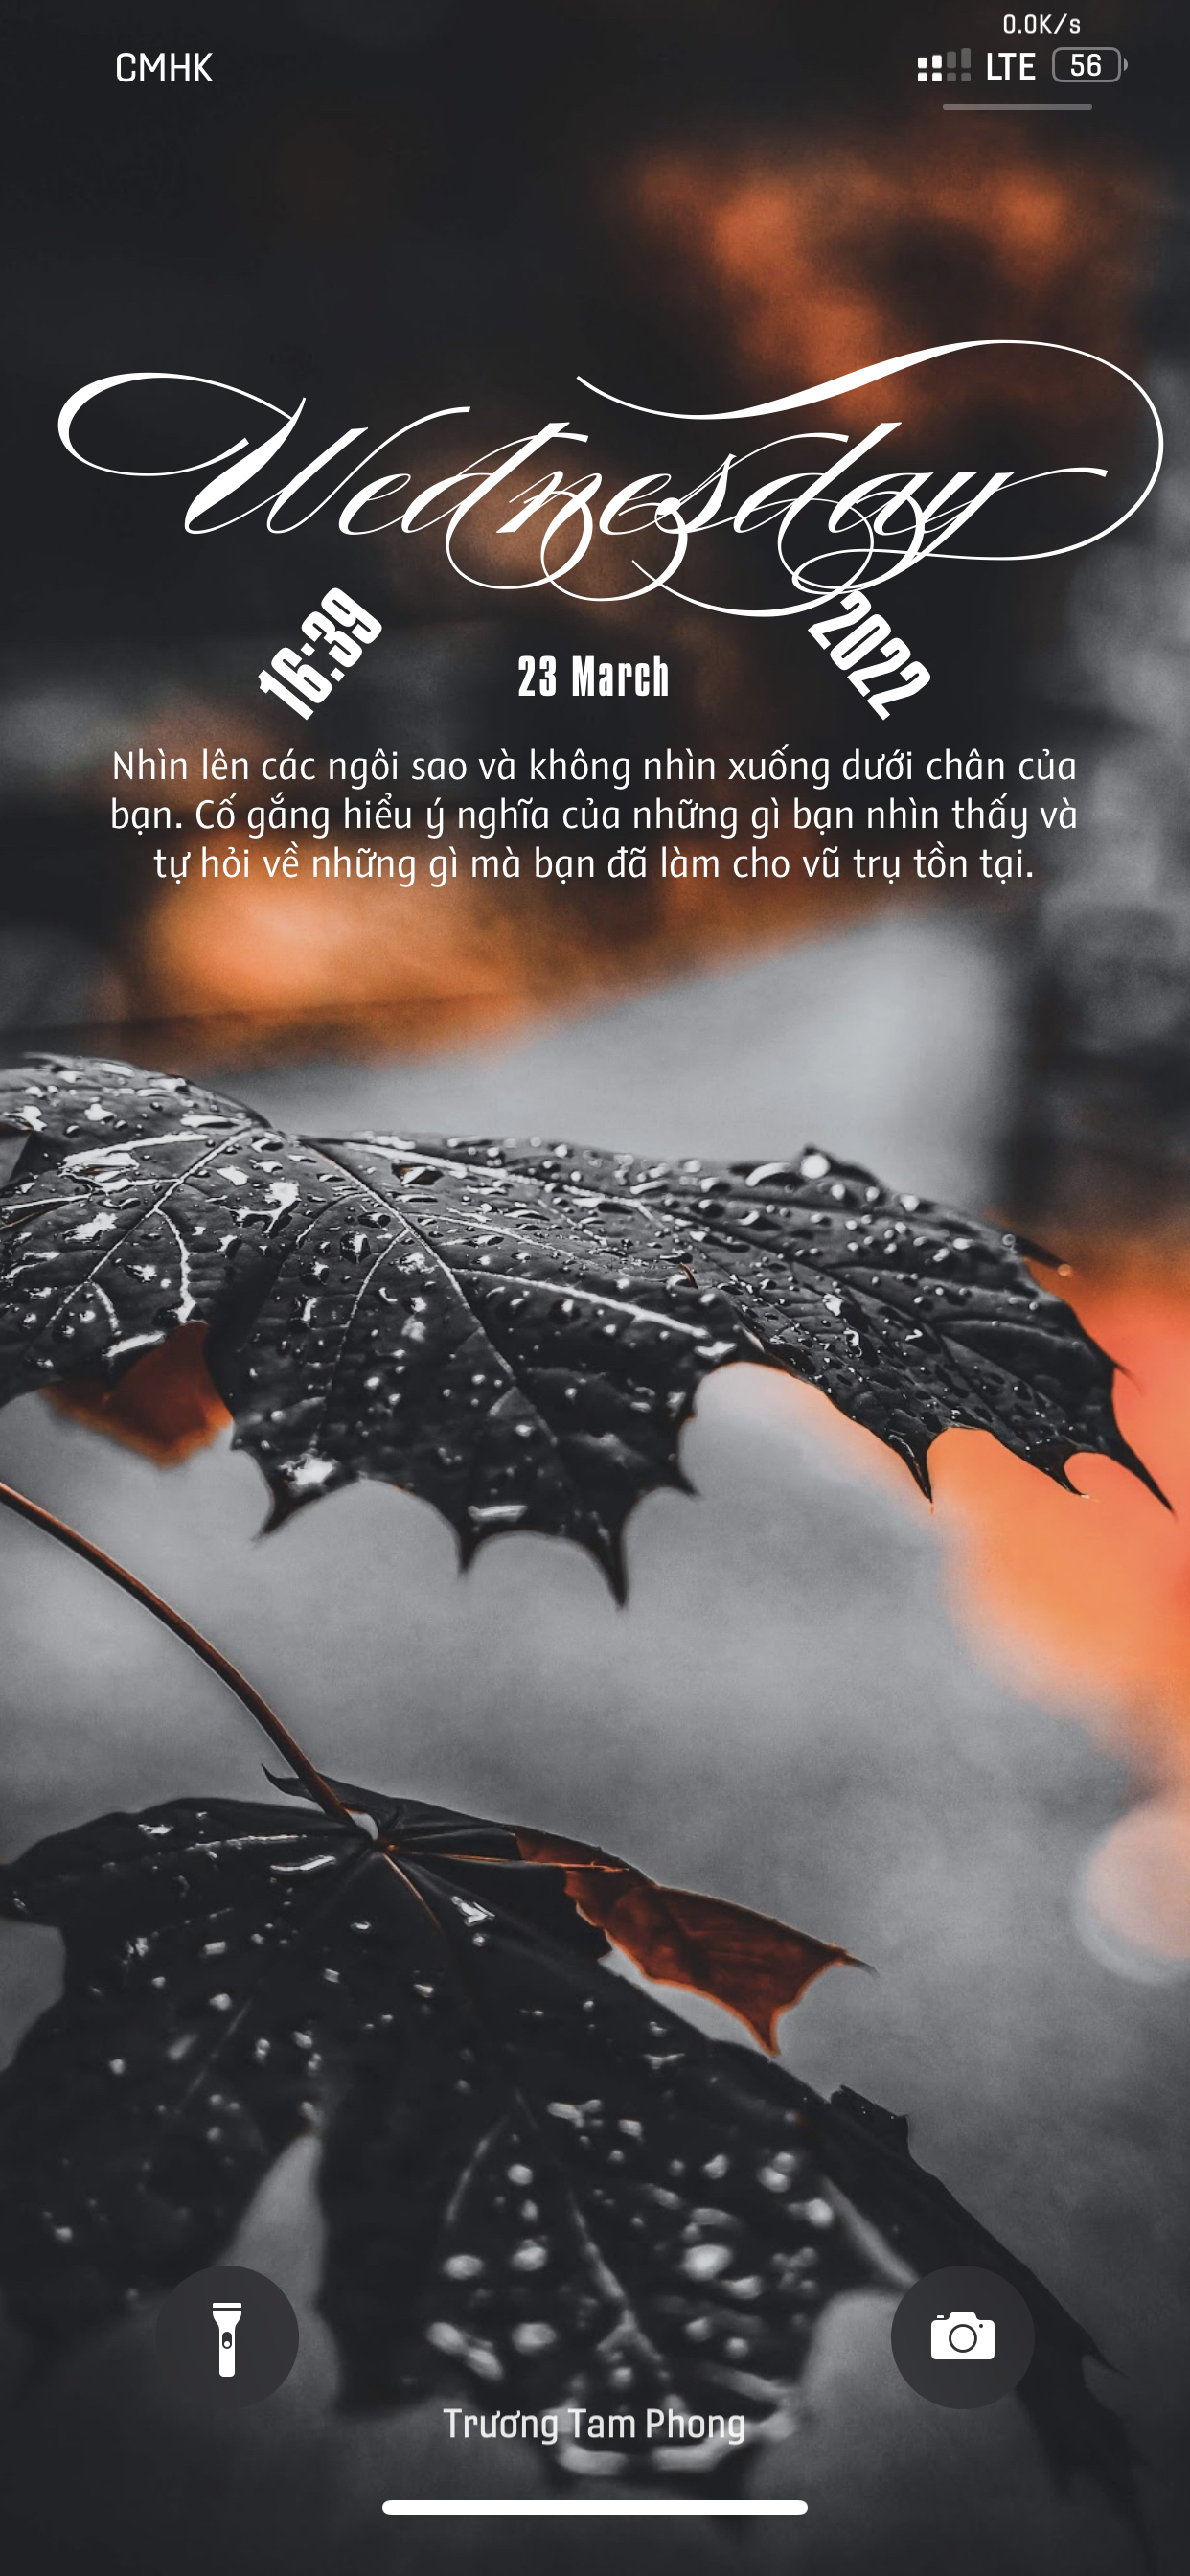 0.0K/s
CMHK
LTE 56
Wednesday
16:39
23 March
2022
Nhìn lên các ngôi sao và không nhìn xuống dưới chân của
bạn. Cố gắng hiểu ý nghĩa của những gì bạn nhìn thấy và
tự hỏi về những gì mà bạn đã làm cho vũ trụ tồn tại.
Trương Tam Phong